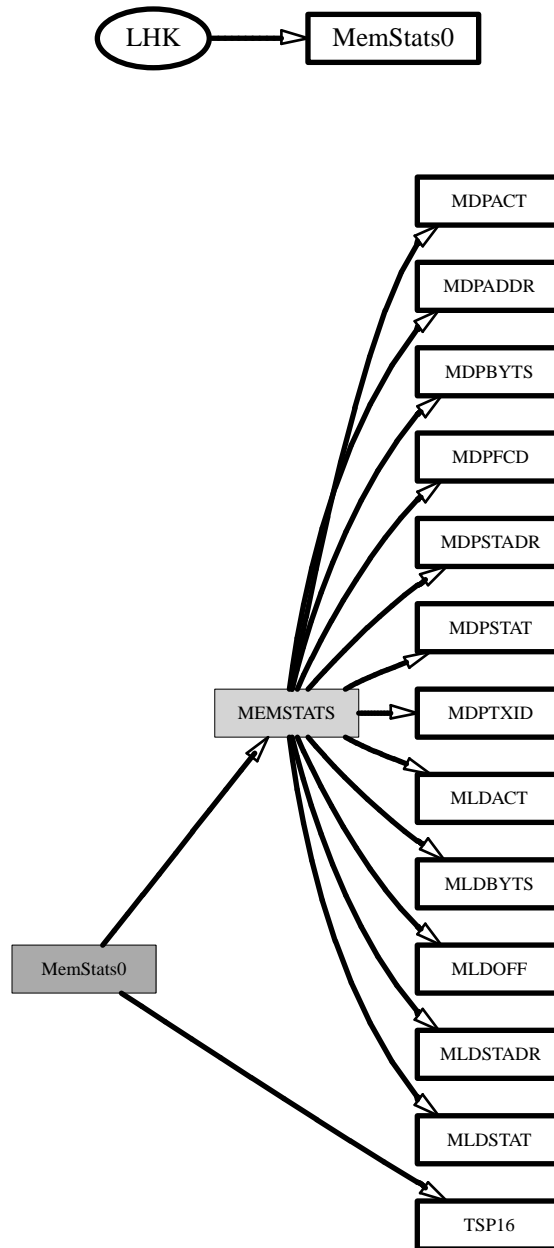 LHK
MemStats0
MDPACT
MDPADDR
MDPBYTS
MDPFCD
MDPSTADR
MDPSTAT
MEMSTATS
MDPTXID
MLDACT
MLDBYTS
MemStats0
MLDOFF
MLDSTADR
MLDSTAT
TSP16